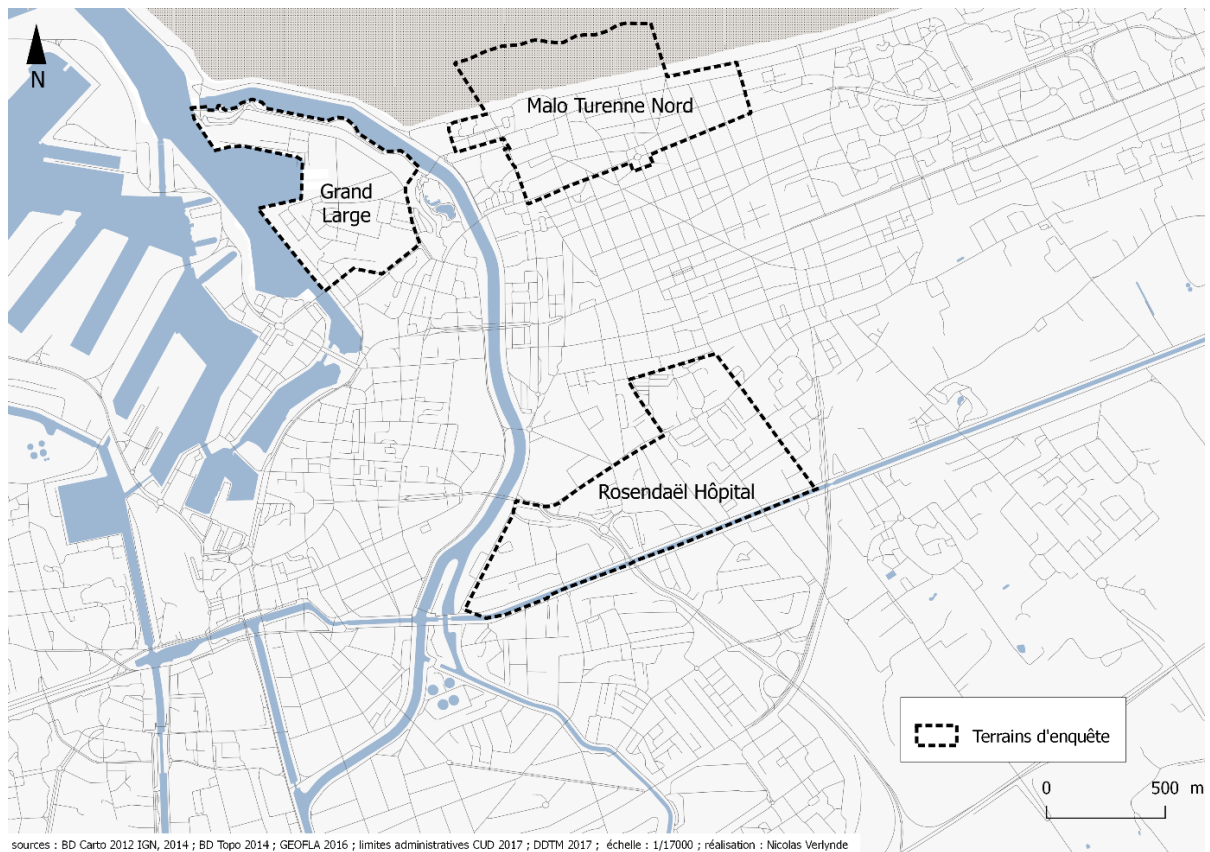 N
Malo Turenne Nord
Grand
Large
Rosendaël Hôpital
Terrains d'enquête
0 500 m
sources : BD Carto 2012 IGN, 2014 ; BD Topo 2014 ; GEOFLA 2016 ; limites administratives CUD 2017 ; DDTM 2017 ; échelle : 1/17000 ; réalisation : Nicolas Verlynde